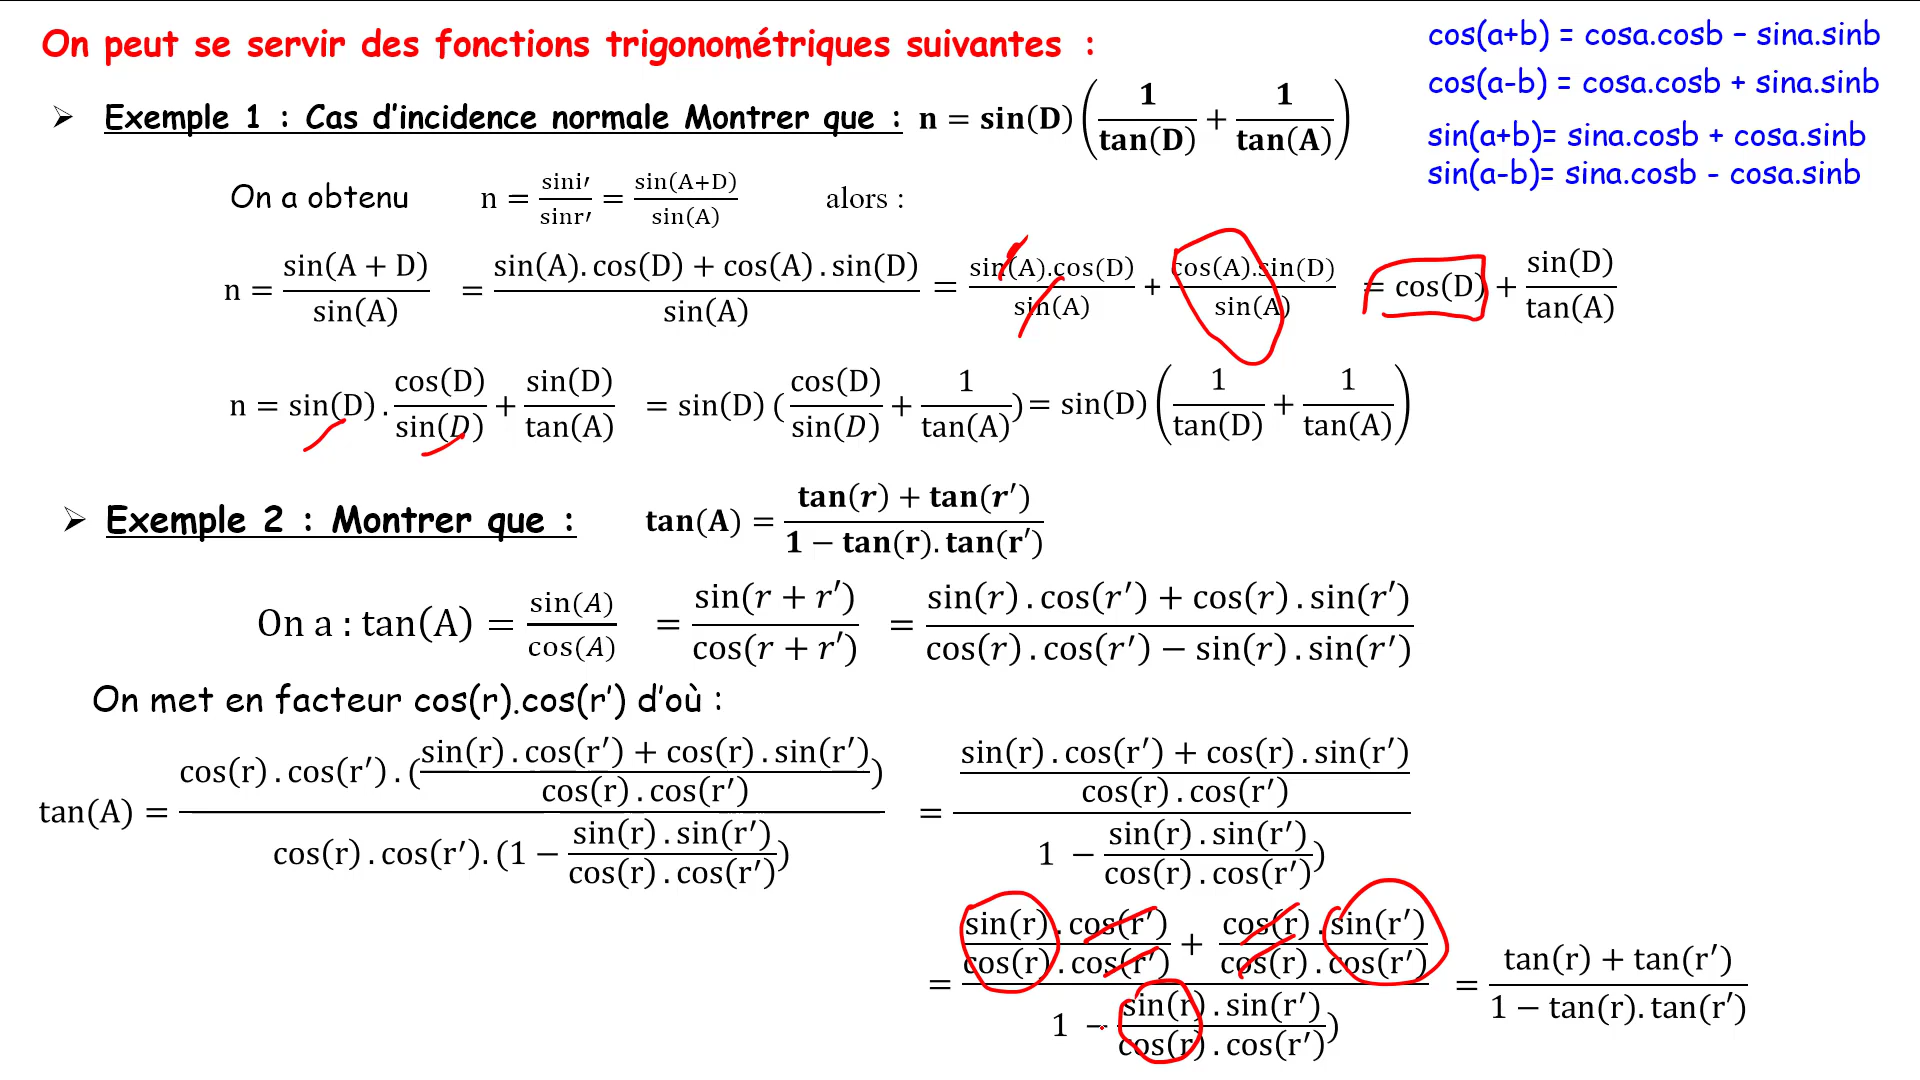 On peut se servir des fonctions trigonométriques suivantes :
cos(a+b) = cosa.cosb – sina.sinb
cos(a-b) = cosa.cosb + sina.sinb
sin(a+b)= sina.cosb + cosa.sinb
sin(a-b)= sina.cosb - cosa.sinb
➢ Exemple 1 : Cas d’incidence normale Montrer que : n = sin(D) (1/tan(D) + 1/tan(A))
On a obtenu n = sini′/sinr′ = sin(A+D)/sin(A) alors :
n = sin(A + D)/sin(A) = (sin(A). cos(D) + cos(A) . sin(D))/sin(A) = sin(A).cos(D)/sin(A) + cos(A).sin(D)/sin(A) = cos(D) + sin(D)/tan(A)
n = sin(D) . cos(D)/sin(D) + sin(D)/tan(A) = sin(D) (cos(D)/sin(D) + 1/tan(A)) = sin(D) (1/tan(D) + 1/tan(A))
➢ Exemple 2 : Montrer que : tan(A) = (tan(r) + tan(r′))/(1 − tan(r). tan(r′))
On a : tan(A) = sin(A)/cos(A) = sin(r + r′)/cos(r + r′) = (sin(r) . cos(r′) + cos(r) . sin(r′))/(cos(r) . cos(r′) − sin(r) . sin(r′))
On met en facteur cos(r).cos(r’) d’où :
tan(A) = (cos(r) . cos(r′) . ((sin(r) . cos(r′) + cos(r) . sin(r′))/(cos(r) . cos(r′))))/(cos(r) . cos(r′). (1 − (sin(r) . sin(r′))/(cos(r) . cos(r′)))) = ((sin(r) . cos(r′) + cos(r) . sin(r′))/(cos(r) . cos(r′)))/(1 − (sin(r) . sin(r′))/(cos(r) . cos(r′)))
= ((sin(r) . cos(r′))/(cos(r) . cos(r′)) + (cos(r) . sin(r′))/(cos(r) . cos(r′)))/(1 − (sin(r) . sin(r′))/(cos(r) . cos(r′))) = (tan(r) + tan(r′))/(1 − tan(r). tan(r′))